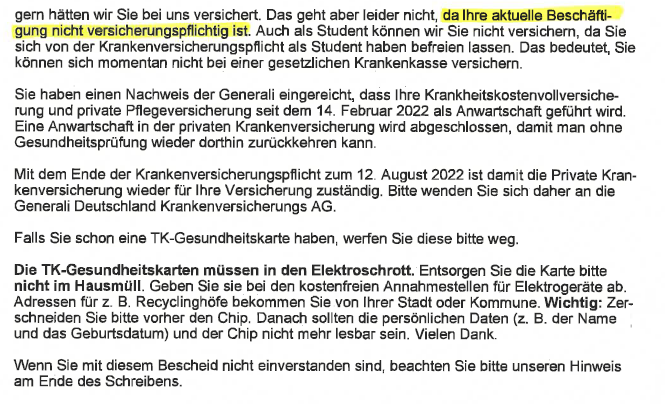 gern hätten wir Sie bei uns versichert. Das geht aber leider nicht, da Ihre aktuelle Beschäfti-
gung nicht versicherungspflichtig ist. Auch als Student können wir Sie nicht versichern, da Sie
sich von der Krankenversicherungspflicht als Student haben befreien lassen. Das bedeutet, Sie
können sich momentan nicht bei einer gesetzlichen Krankenkasse versichern.
Sie haben einen Nachweis der Generali eingereicht, dass Ihre Krankheitskostenvollversiche-
rung und private Pflegeversicherung seit dem 14. Februar 2022 als Anwartschaft geführt wird.
Eine Anwartschaft in der privaten Krankenversicherung wird abgeschlossen, damit man ohne
Gesundheitsprüfung wieder dorthin zurückkehren kann.
Mit dem Ende der Krankenversicherungspflicht zum 12. August 2022 ist damit die Private Kran-
kenversicherung wieder für Ihre Versicherung zuständig. Bitte wenden Sie sich daher an die
Generali Deutschland Krankenversicherungs AG.
Falls Sie schon eine TK-Gesundheitskarte haben, werfen Sie diese bitte weg.
Die TK-Gesundheitskarten müssen in den Elektroschrott. Entsorgen Sie die Karte bitte
nicht im Hausmüll. Geben Sie sie bei den kostenfreien Annahmestellen für Elektrogeräte ab.
Adressen für z. B. Recyclinghöfe bekommen Sie von Ihrer Stadt oder Kommune. Wichtig: Zer-
schneiden Sie bitte vorher den Chip. Danach sollten die persönlichen Daten (z. B. der Name
und das Geburtsdatum) und der Chip nicht mehr lesbar sein. Vielen Dank.
Wenn Sie mit diesem Bescheid nicht einverstanden sind, beachten Sie bitte unseren Hinweis
am Ende des Schreibens.